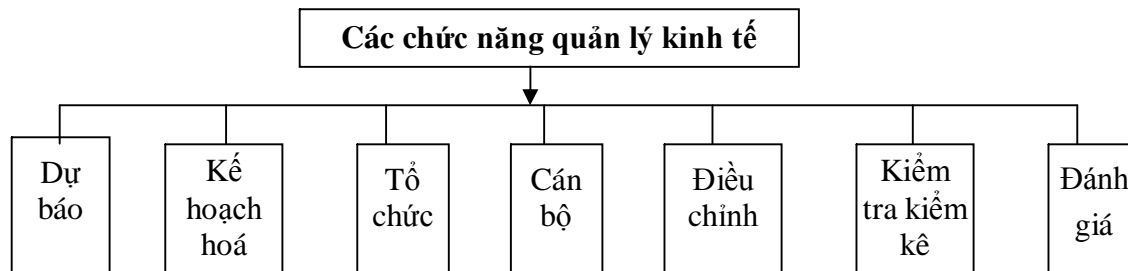 Các chức năng quản lý kinh tế
Dự
báo
Kế
hoạch
hoá
Tổ
chức
Cán
bộ
Điều
chỉnh
Kiểm
tra kiểm
kê
Đánh
giá